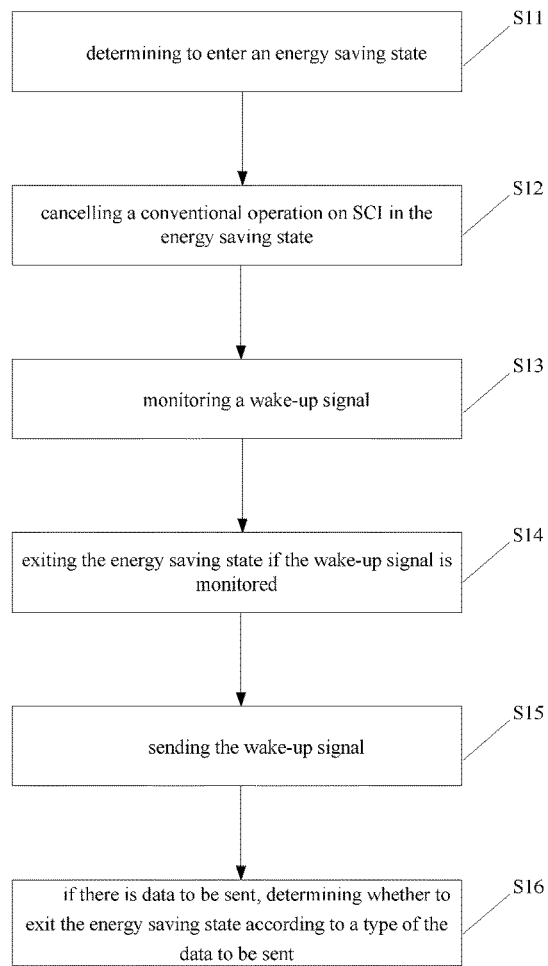 S11
determining to enter an energy saving state
S12
cancelling a conventional operation on SCI in the
energy saving state
S13
monitoring a wake-up signal
S14
exiting the energy saving state if the wake-up signal is
monitored
S15
sending the wake-up signal
S16
if there is data to be sent, determining whether to
exit the energy saving state according to a type of the
data to be sent